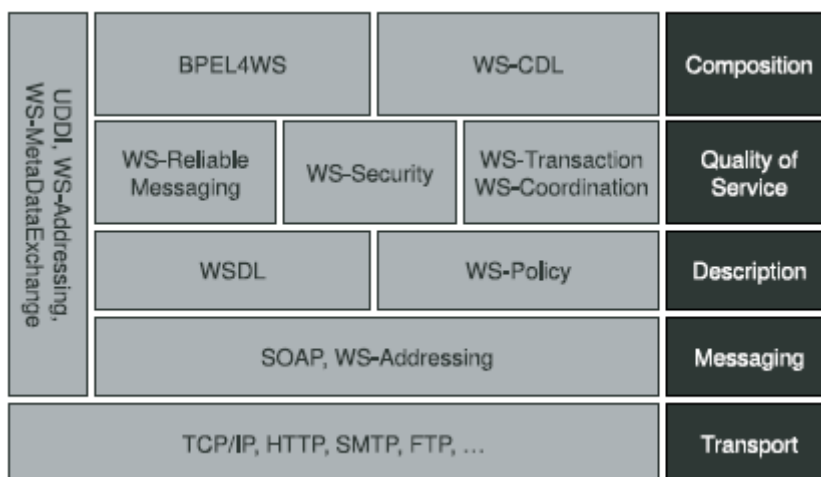 UDDI, WS-Addressing,
WS-MetaDataExchange
BPEL4WS
WS-CDL
Composition
WS-Reliable
Messaging
WS-Security
WS-Transaction
WS-Coordination
Quality of
Service
WSDL
WS-Policy
Description
SOAP, WS-Addressing
Messaging
TCP/IP, HTTP, SMTP, FTP, ...
Transport